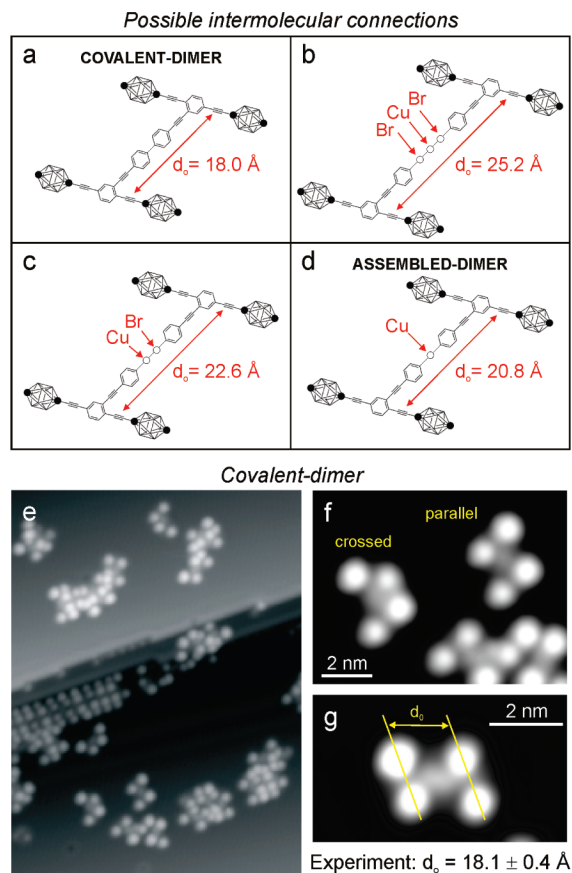 Possible intermolecular connections
a
COVALENT-DIMER
dₒ= 18.0 Å
b
Br
Cu
Br
dₒ= 25.2 Å
c
Cu
Br
dₒ= 22.6 Å
d
ASSEMBLED-DIMER
Cu
dₒ= 20.8 Å
Covalent-dimer
e
f
parallel
crossed
2 nm
g
d₀
2 nm
Experiment: dₒ = 18.1 ± 0.4 Å